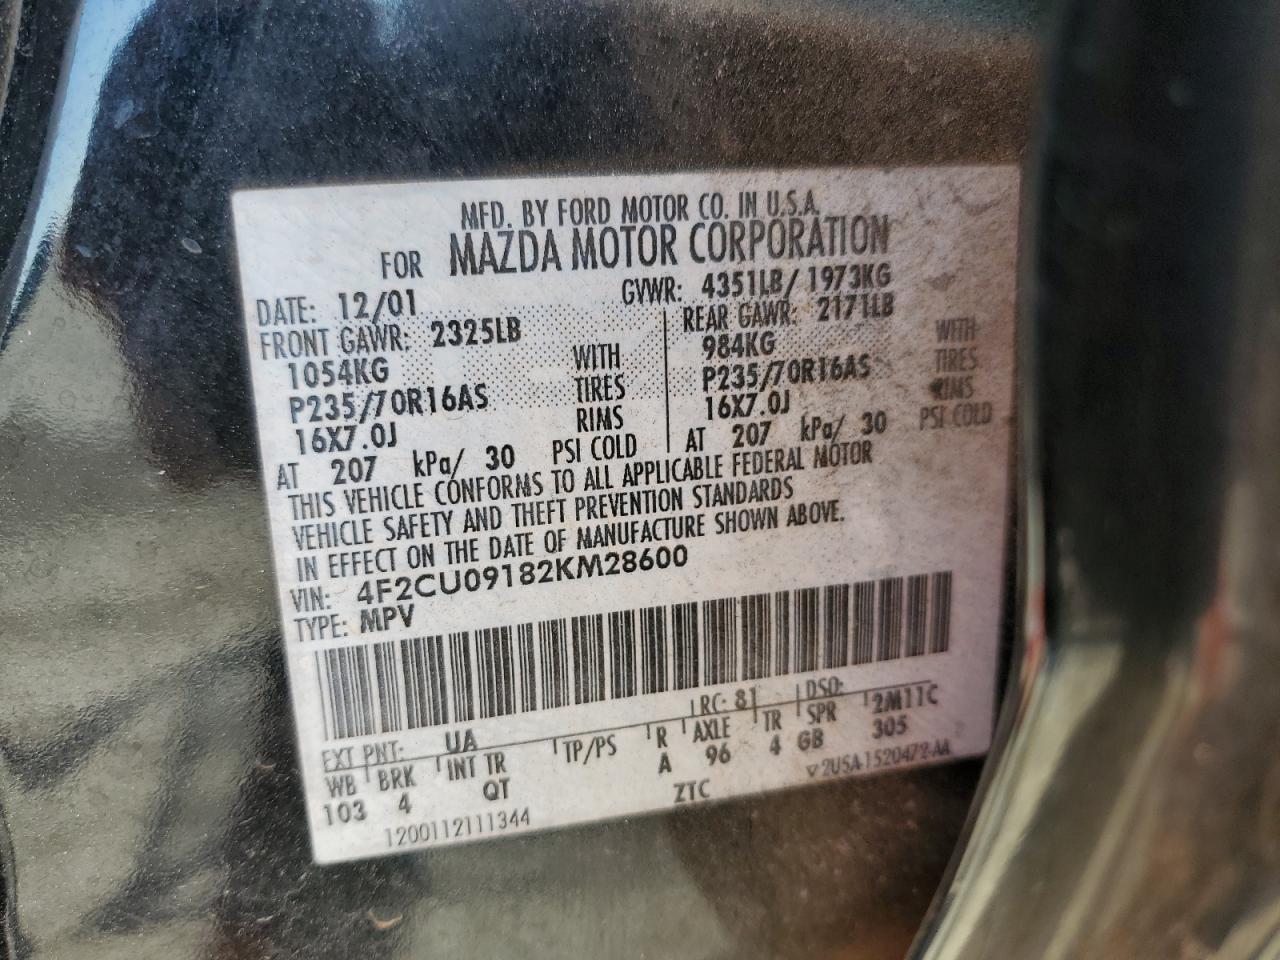 MFD. BY FORD MOTOR CO. IN U.S.A.
FOR MAZDA MOTOR CORPORATION
DATE: 12/01 GVWR: 4351LB/ 1973KG
FRONT GAWR: 2325LB REAR GAWR: 2171LB
1054KG WITH 984KG WITH
P235/70R16AS TIRES P235/70R16AS TIRES
16X7.0J RIMS 16X7.0J RIMS
AT 207 kPa/ 30 PSI COLD AT 207 kPa/ 30 PSI COLD
THIS VEHICLE CONFORMS TO ALL APPLICABLE FEDERAL MOTOR
VEHICLE SAFETY AND THEFT PREVENTION STANDARDS
IN EFFECT ON THE DATE OF MANUFACTURE SHOWN ABOVE.
VIN: 4F2CU09182KM28600
TYPE: MPV
EXT PNT: UA RC: 81 DSO: 2M11C
WB BRK INT TR TP/PS R AXLE TR SPR 305
103 4 QT A 96 4 GB
1200112111344 ZTC 2USA1520472-AA